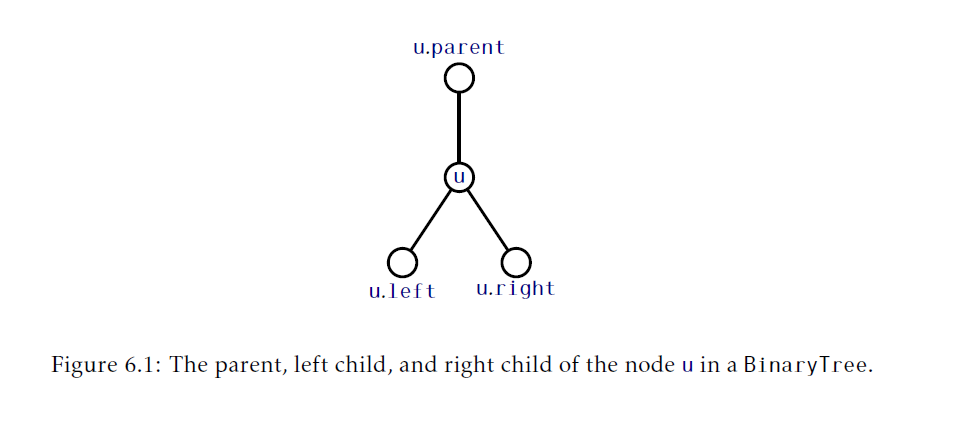 u.parent
u
u.left u.right
Figure 6.1: The parent, left child, and right child of the node u in a BinaryTree.